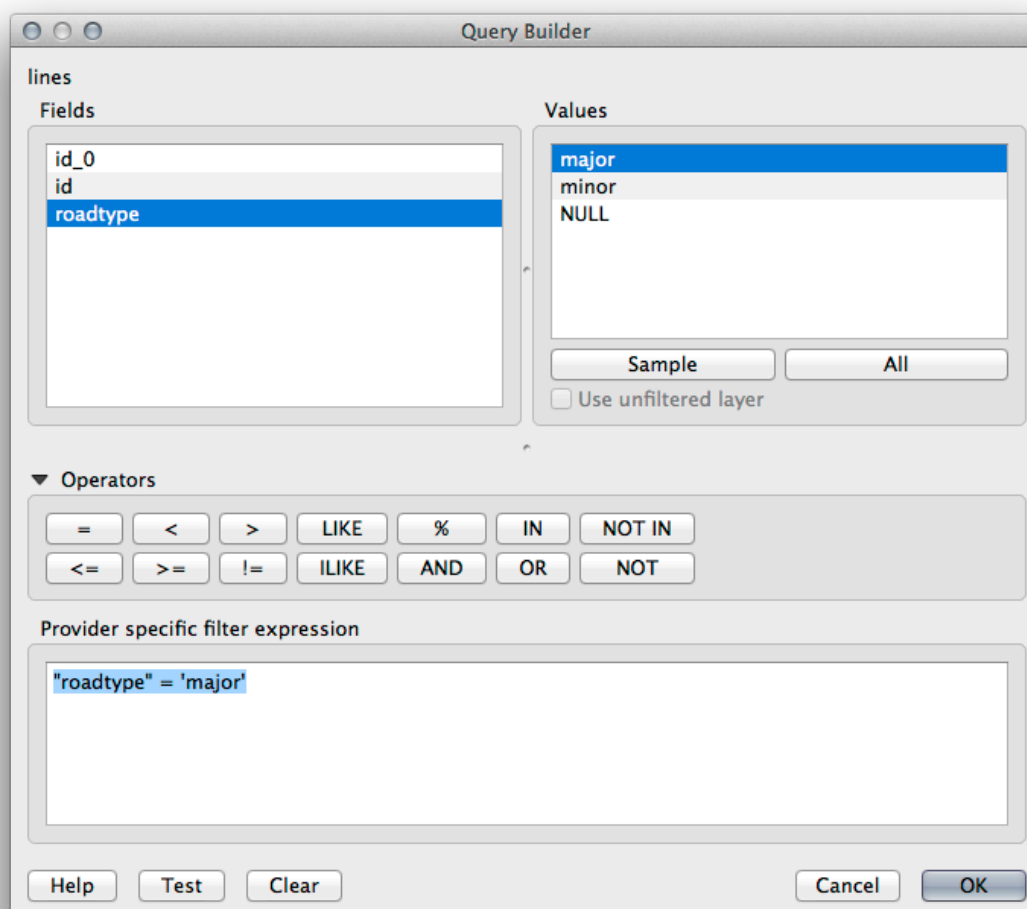 Query Builder
lines
Fields
id_0
id
roadtype
Values
major
minor
NULL
Sample All
Use unfiltered layer
Operators
= < > LIKE % IN NOT IN
<= >= != ILIKE AND OR NOT
Provider specific filter expression
"roadtype" = 'major'
Help Test Clear Cancel OK